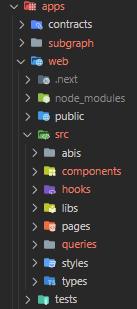 apps
contracts
subgraph
web
.next
node_modules
public
src
abis
components
hooks
libs
pages
queries
styles
types
tests